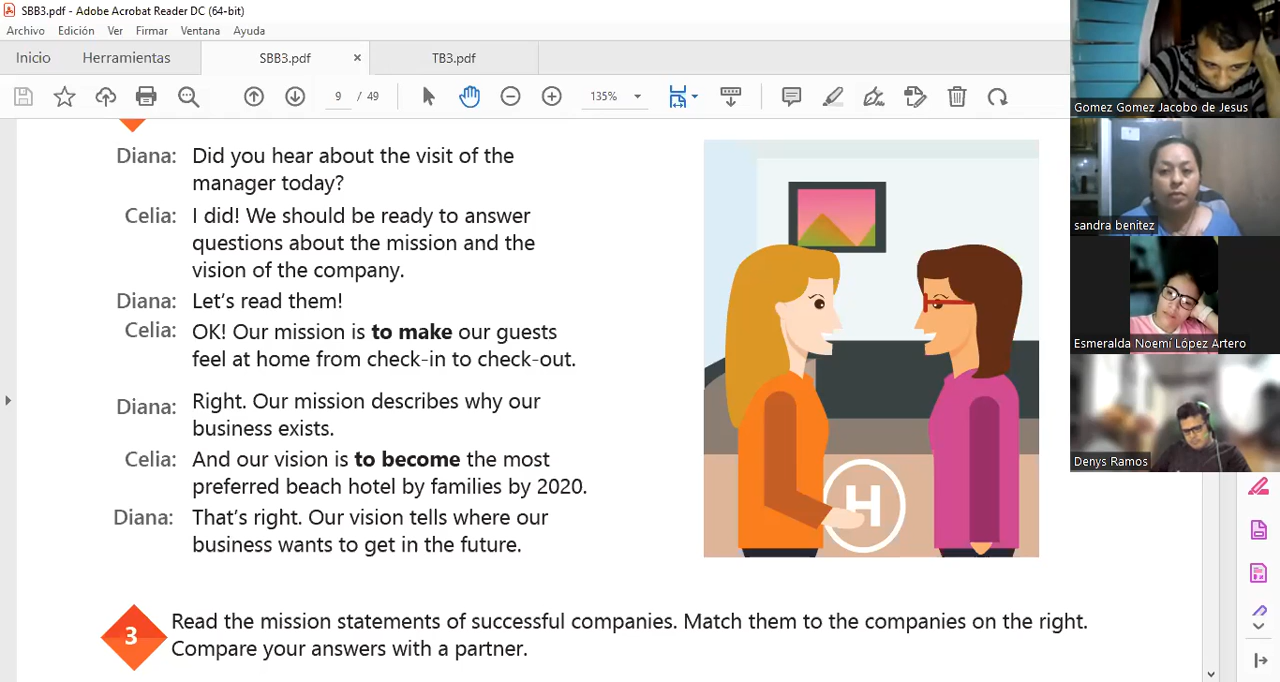 SBB3.pdf - Adobe Acrobat Reader DC (64-bit)
Archivo Edición Ver Firmar Ventana Ayuda
Inicio Herramientas SBB3.pdf × TB3.pdf
9 / 49 135%
Diana: Did you hear about the visit of the
manager today?
Celia: I did! We should be ready to answer
questions about the mission and the
vision of the company.
Diana: Let's read them!
Celia: OK! Our mission is to make our guests
feel at home from check-in to check-out.
Diana: Right. Our mission describes why our
business exists.
Celia: And our vision is to become the most
preferred beach hotel by families by 2020.
Diana: That's right. Our vision tells where our
business wants to get in the future.
H
3 Read the mission statements of successful companies. Match them to the companies on the right.
Compare your answers with a partner.
Gomez Gomez Jacobo de Jesus
sandra benitez
Esmeralda Noemí López Artero
Denys Ramos